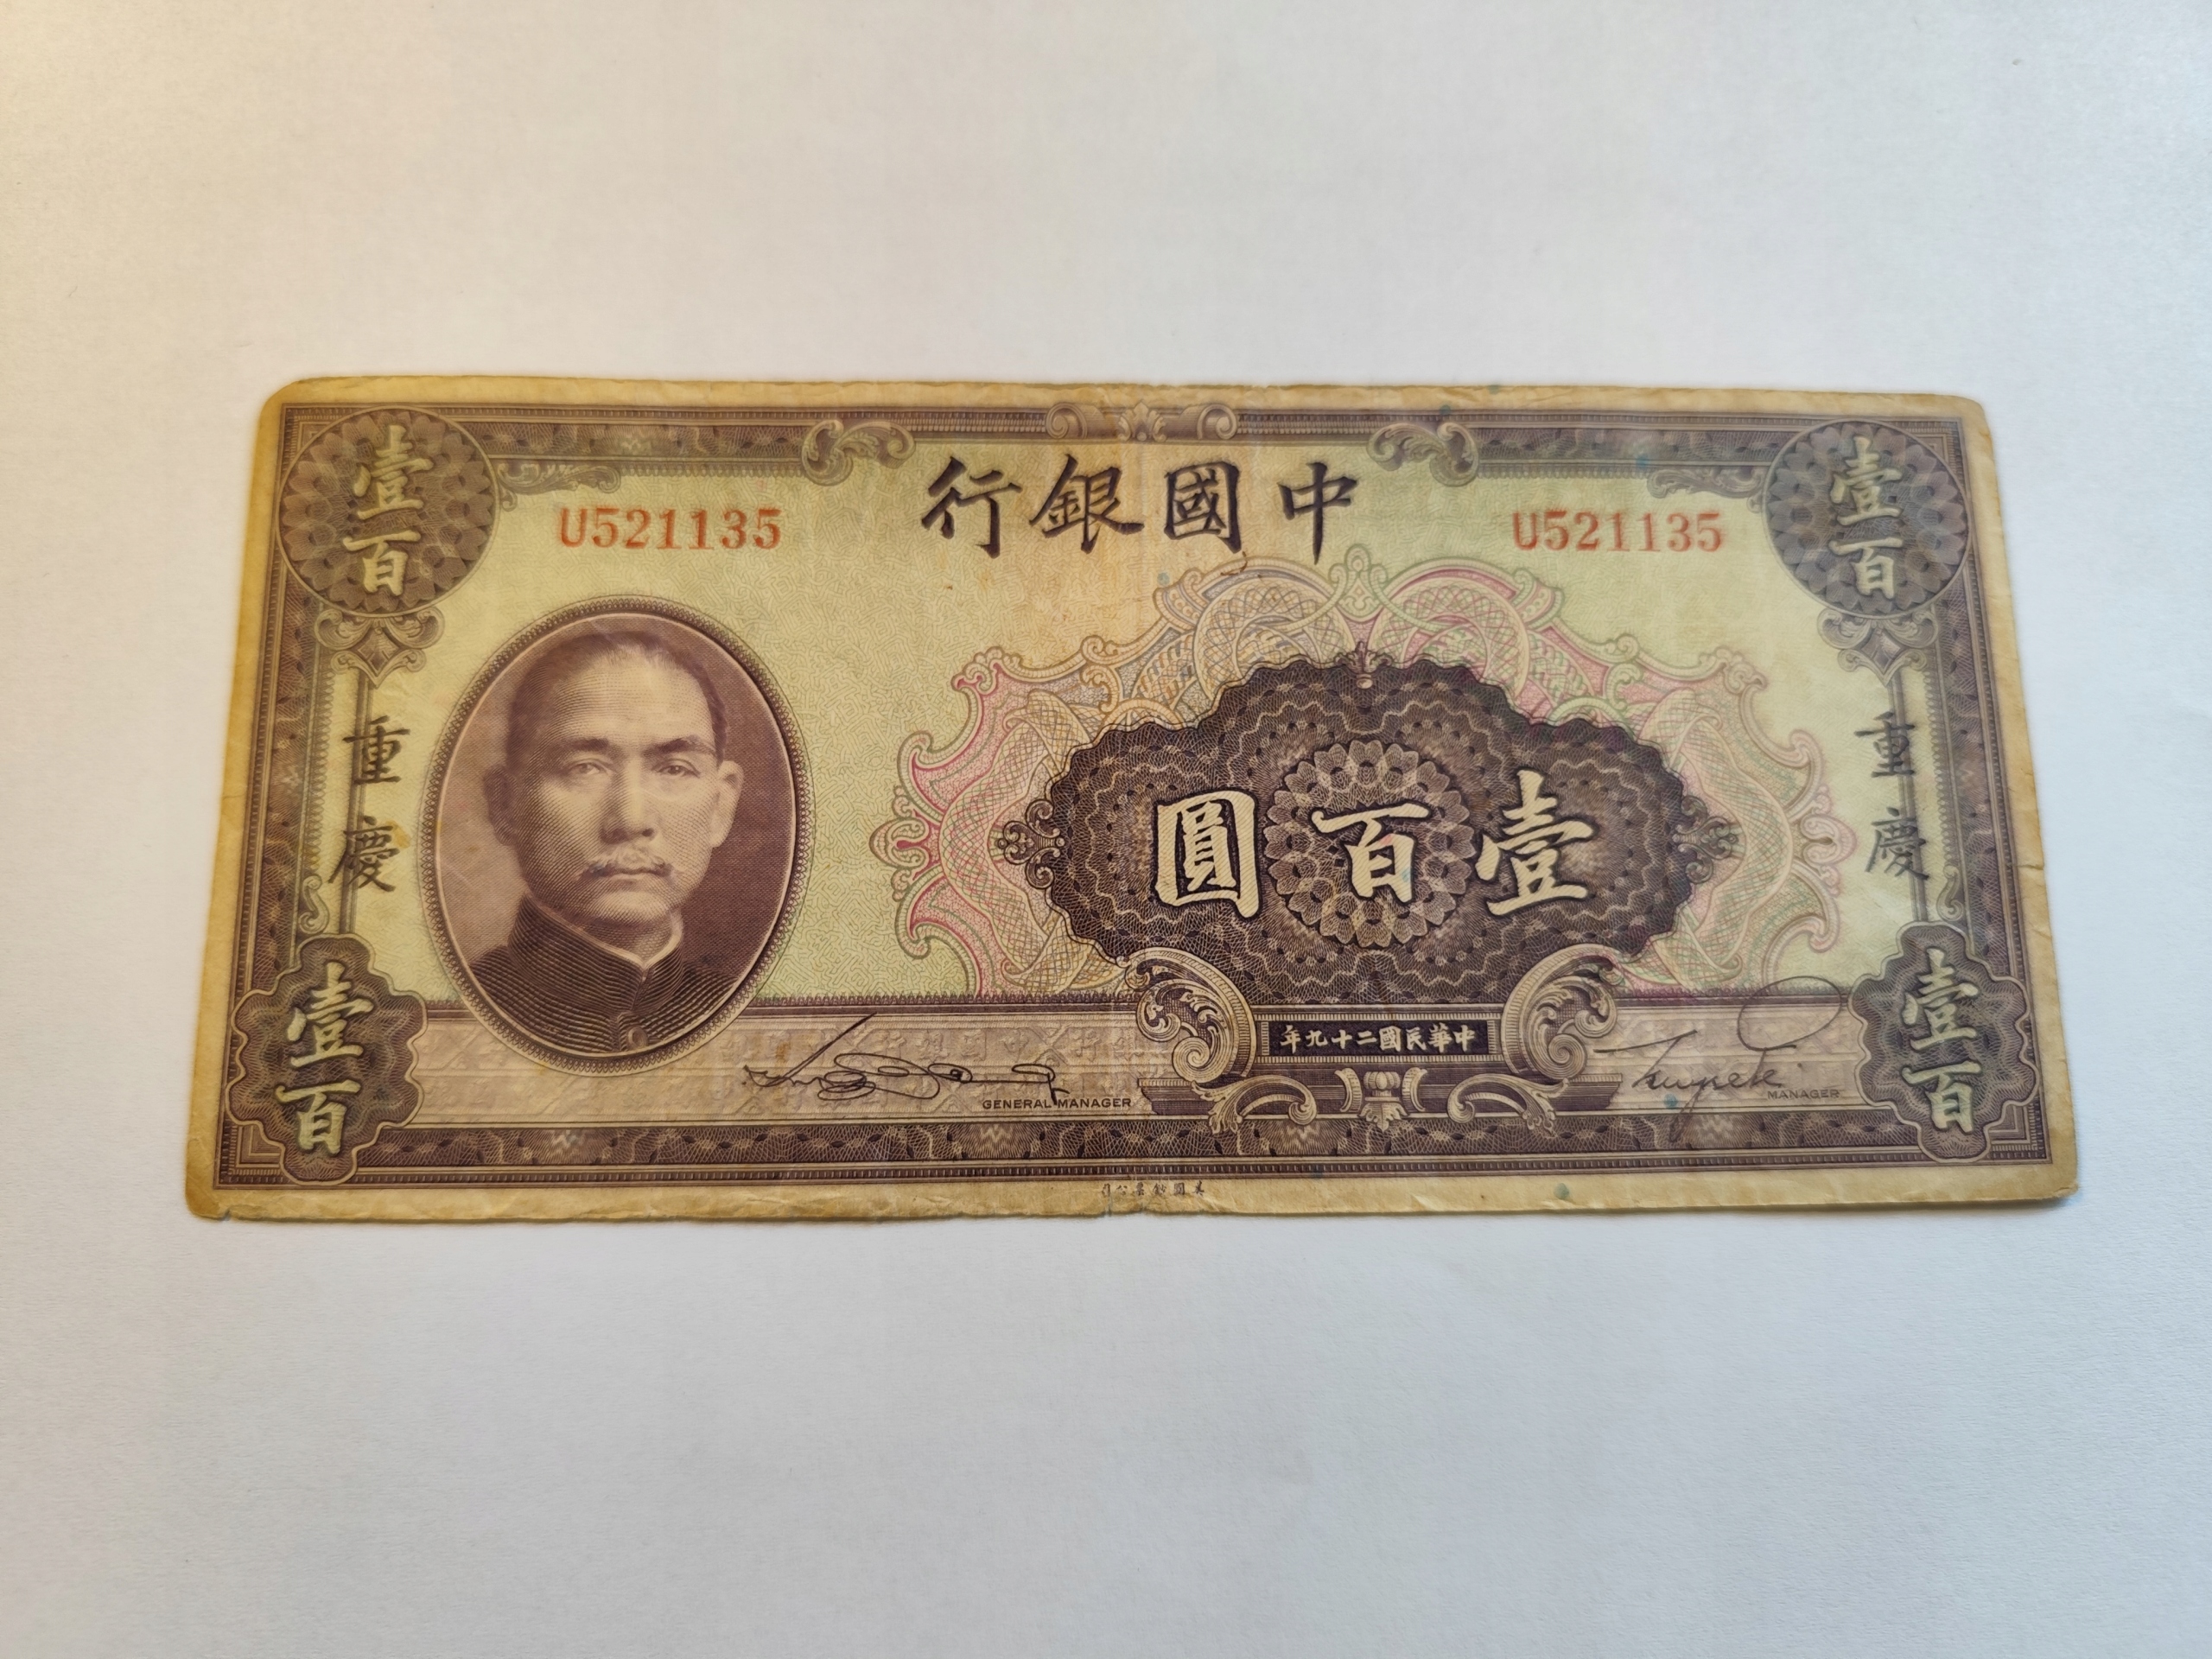 壹百
壹百
中國銀行
U521135
U521135
重慶
重慶
壹百圓
中華民國二十九年
壹百
壹百
GENERAL MANAGER
MANAGER